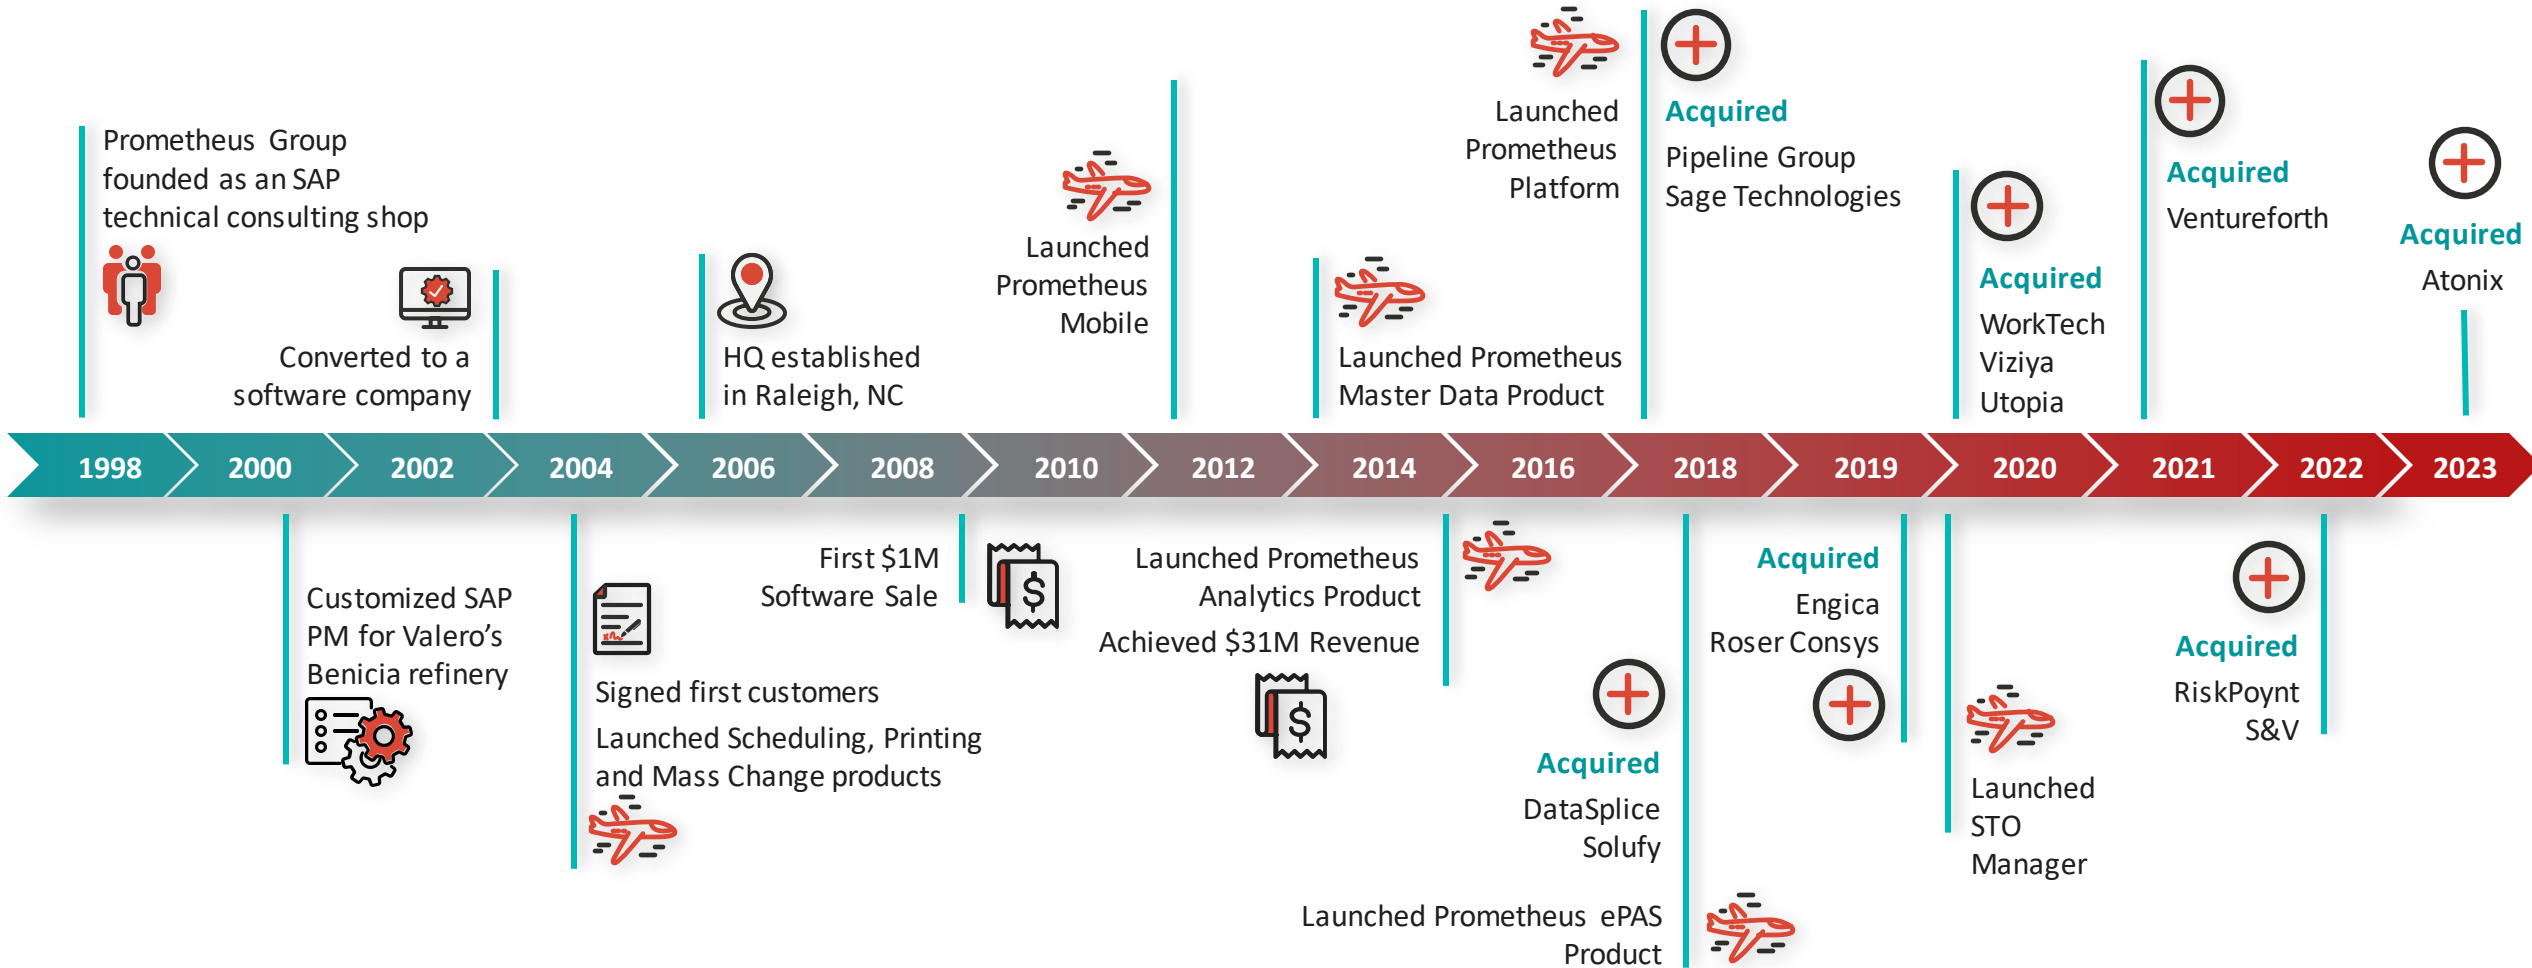 Prometheus Group
founded as an SAP
technical consulting shop
Converted to a
software company
HQ established
in Raleigh, NC
Launched
Prometheus
Mobile
Launched Prometheus
Master Data Product
Launched
Prometheus
Platform
Acquired
Pipeline Group
Sage Technologies
Acquired
WorkTech
Viziya
Utopia
Acquired
Ventureforth
Acquired
Atonix
1998 2000 2002 2004 2006 2008 2010 2012 2014 2016 2018 2019 2020 2021 2022 2023
Customized SAP
PM for Valero’s
Benicia refinery
Signed first customers
Launched Scheduling, Printing
and Mass Change products
First $1M
Software Sale
$
Launched Prometheus
Analytics Product
Achieved $31M Revenue
$
Acquired
DataSplice
Solufy
Launched Prometheus ePAS
Product
Acquired
Engica
Roser Consys
Launched
STO
Manager
Acquired
RiskPoynt
S&V